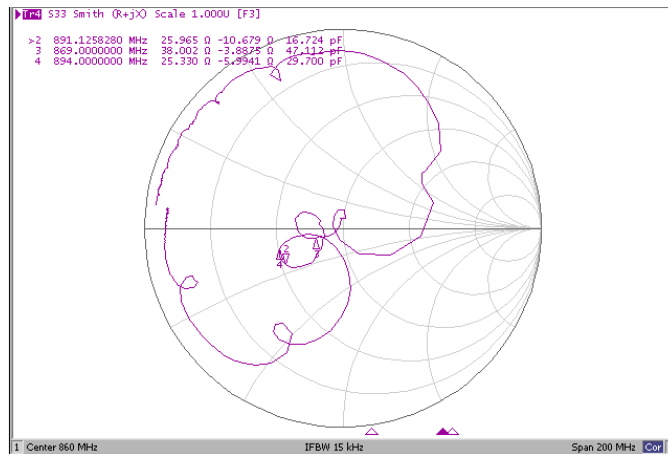 Tr4 S33 Smith (R+jX) Scale 1.000U [F3]
>2 891.1258280 MHz 25.965 Ω -10.679 Ω 16.724 pF
3 869.0000000 MHz 38.002 Ω -3.8875 Ω 47.112 pF
4 894.0000000 MHz 25.330 Ω -5.9941 Ω 29.700 pF
2
4 3
1 Center 860 MHz IFBW 15 kHz Span 200 MHz Cor